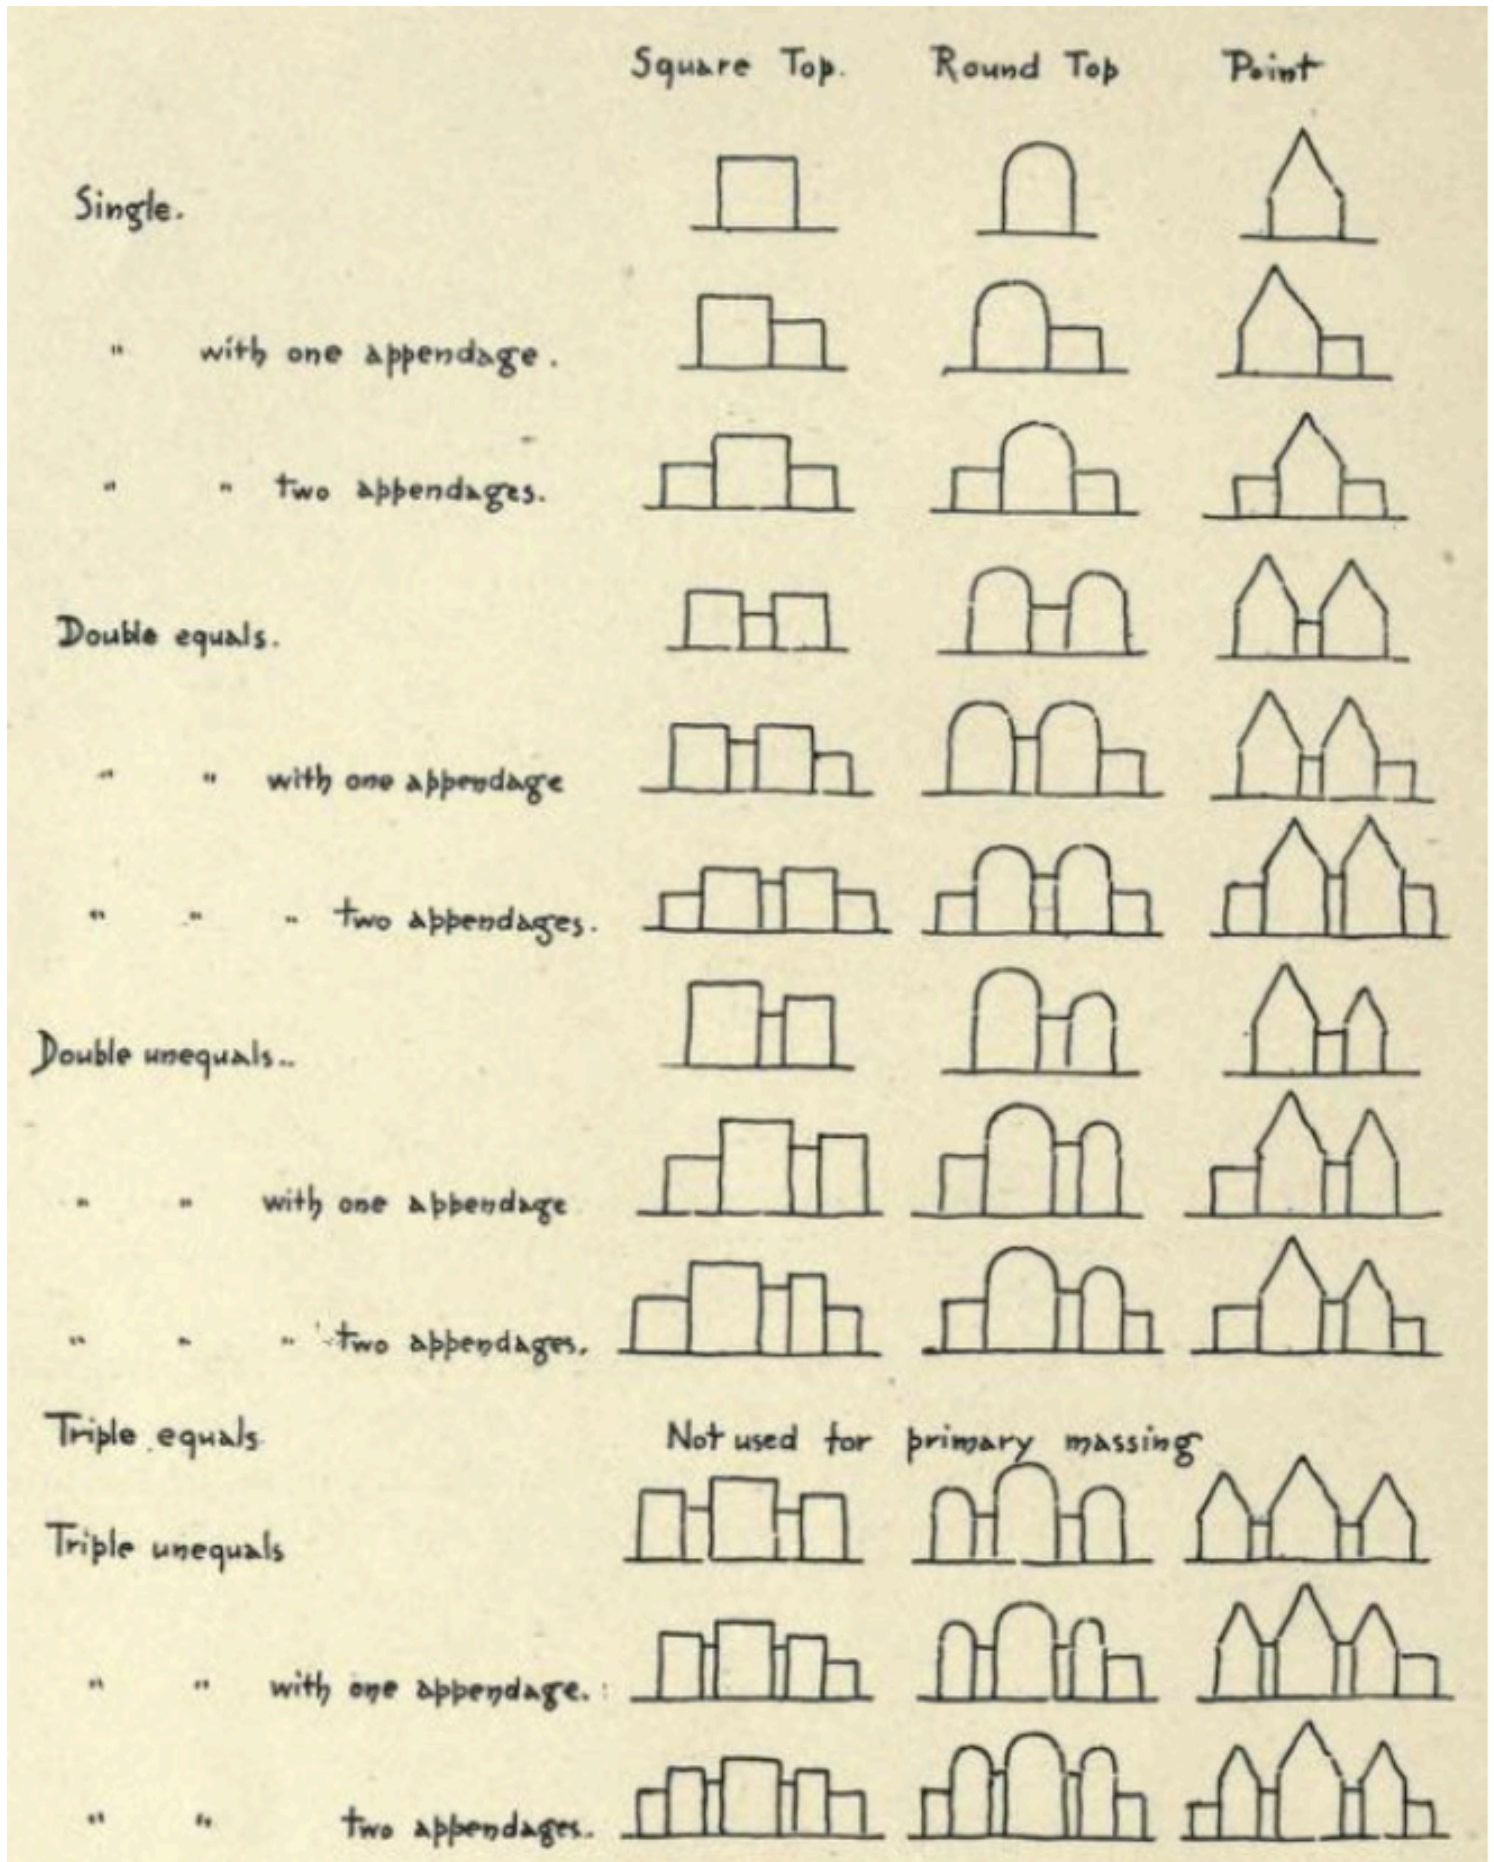 Square Top. Round Top Point
Single.
" with one appendage.
" " two appendages.
Double equals.
" " with one appendage
" " " two appendages.
Double unequals..
" " with one appendage
" " " two appendages.
Triple equals Not used for primary massing
Triple unequals
" " with one appendage.
" " two appendages.